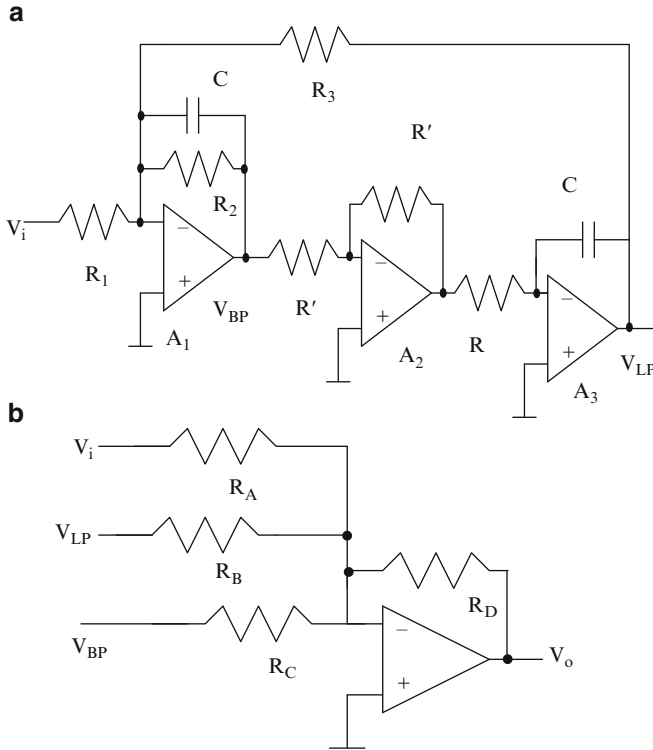 a
R3
C
R′
R2
C
Vi
−
R1
+
VBP
R′
−
+
R
−
+
VLP
A1
A2
A3
b
Vi
RA
VLP
RB
RD
VBP
RC
−
+
Vo